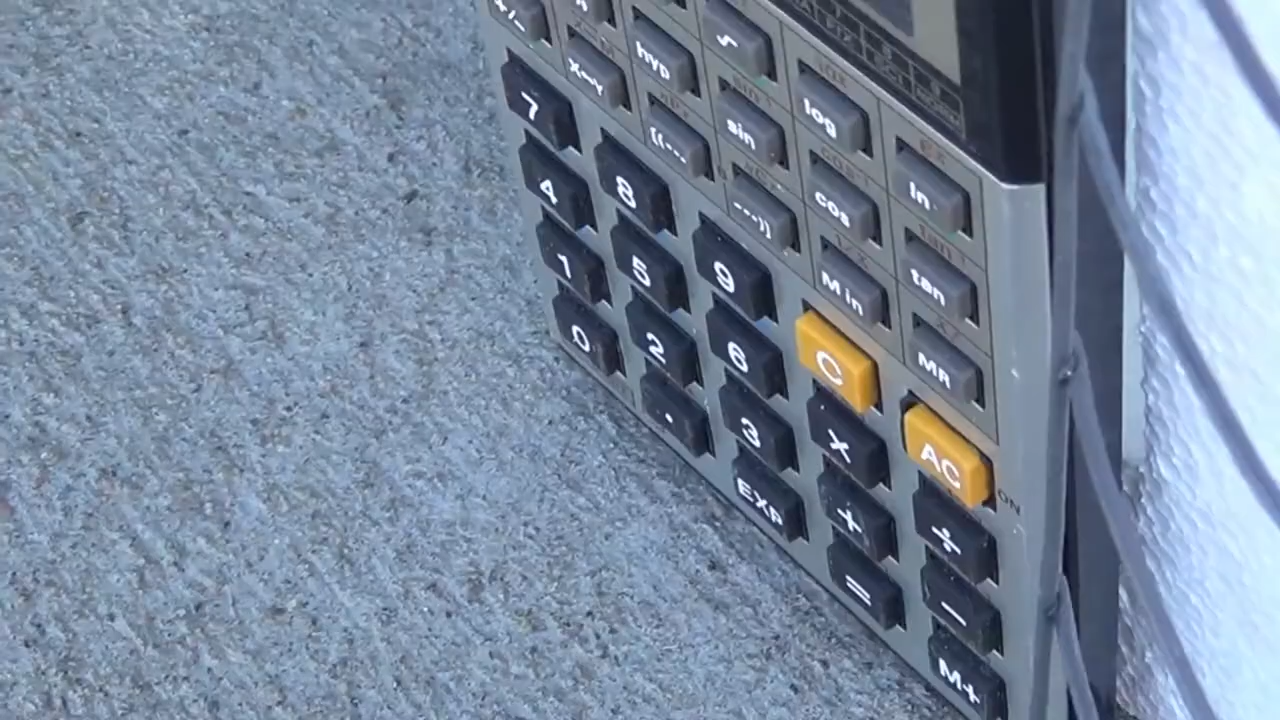 +/- hyp √ log ln
X↔Y [(--- sin cos tan
---)] Min MR
7 8 9 C AC
ON
4 5 6 × ÷
1 2 3 + −
0 . EXP = M+